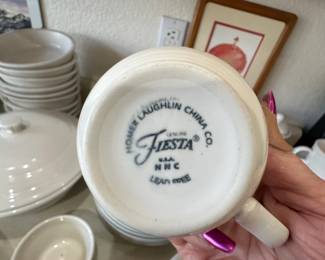 HOMER LAUGHLIN CHINA CO.
GENUINE
FIESTA®
U.S.A.
HHC
LEAD FREE